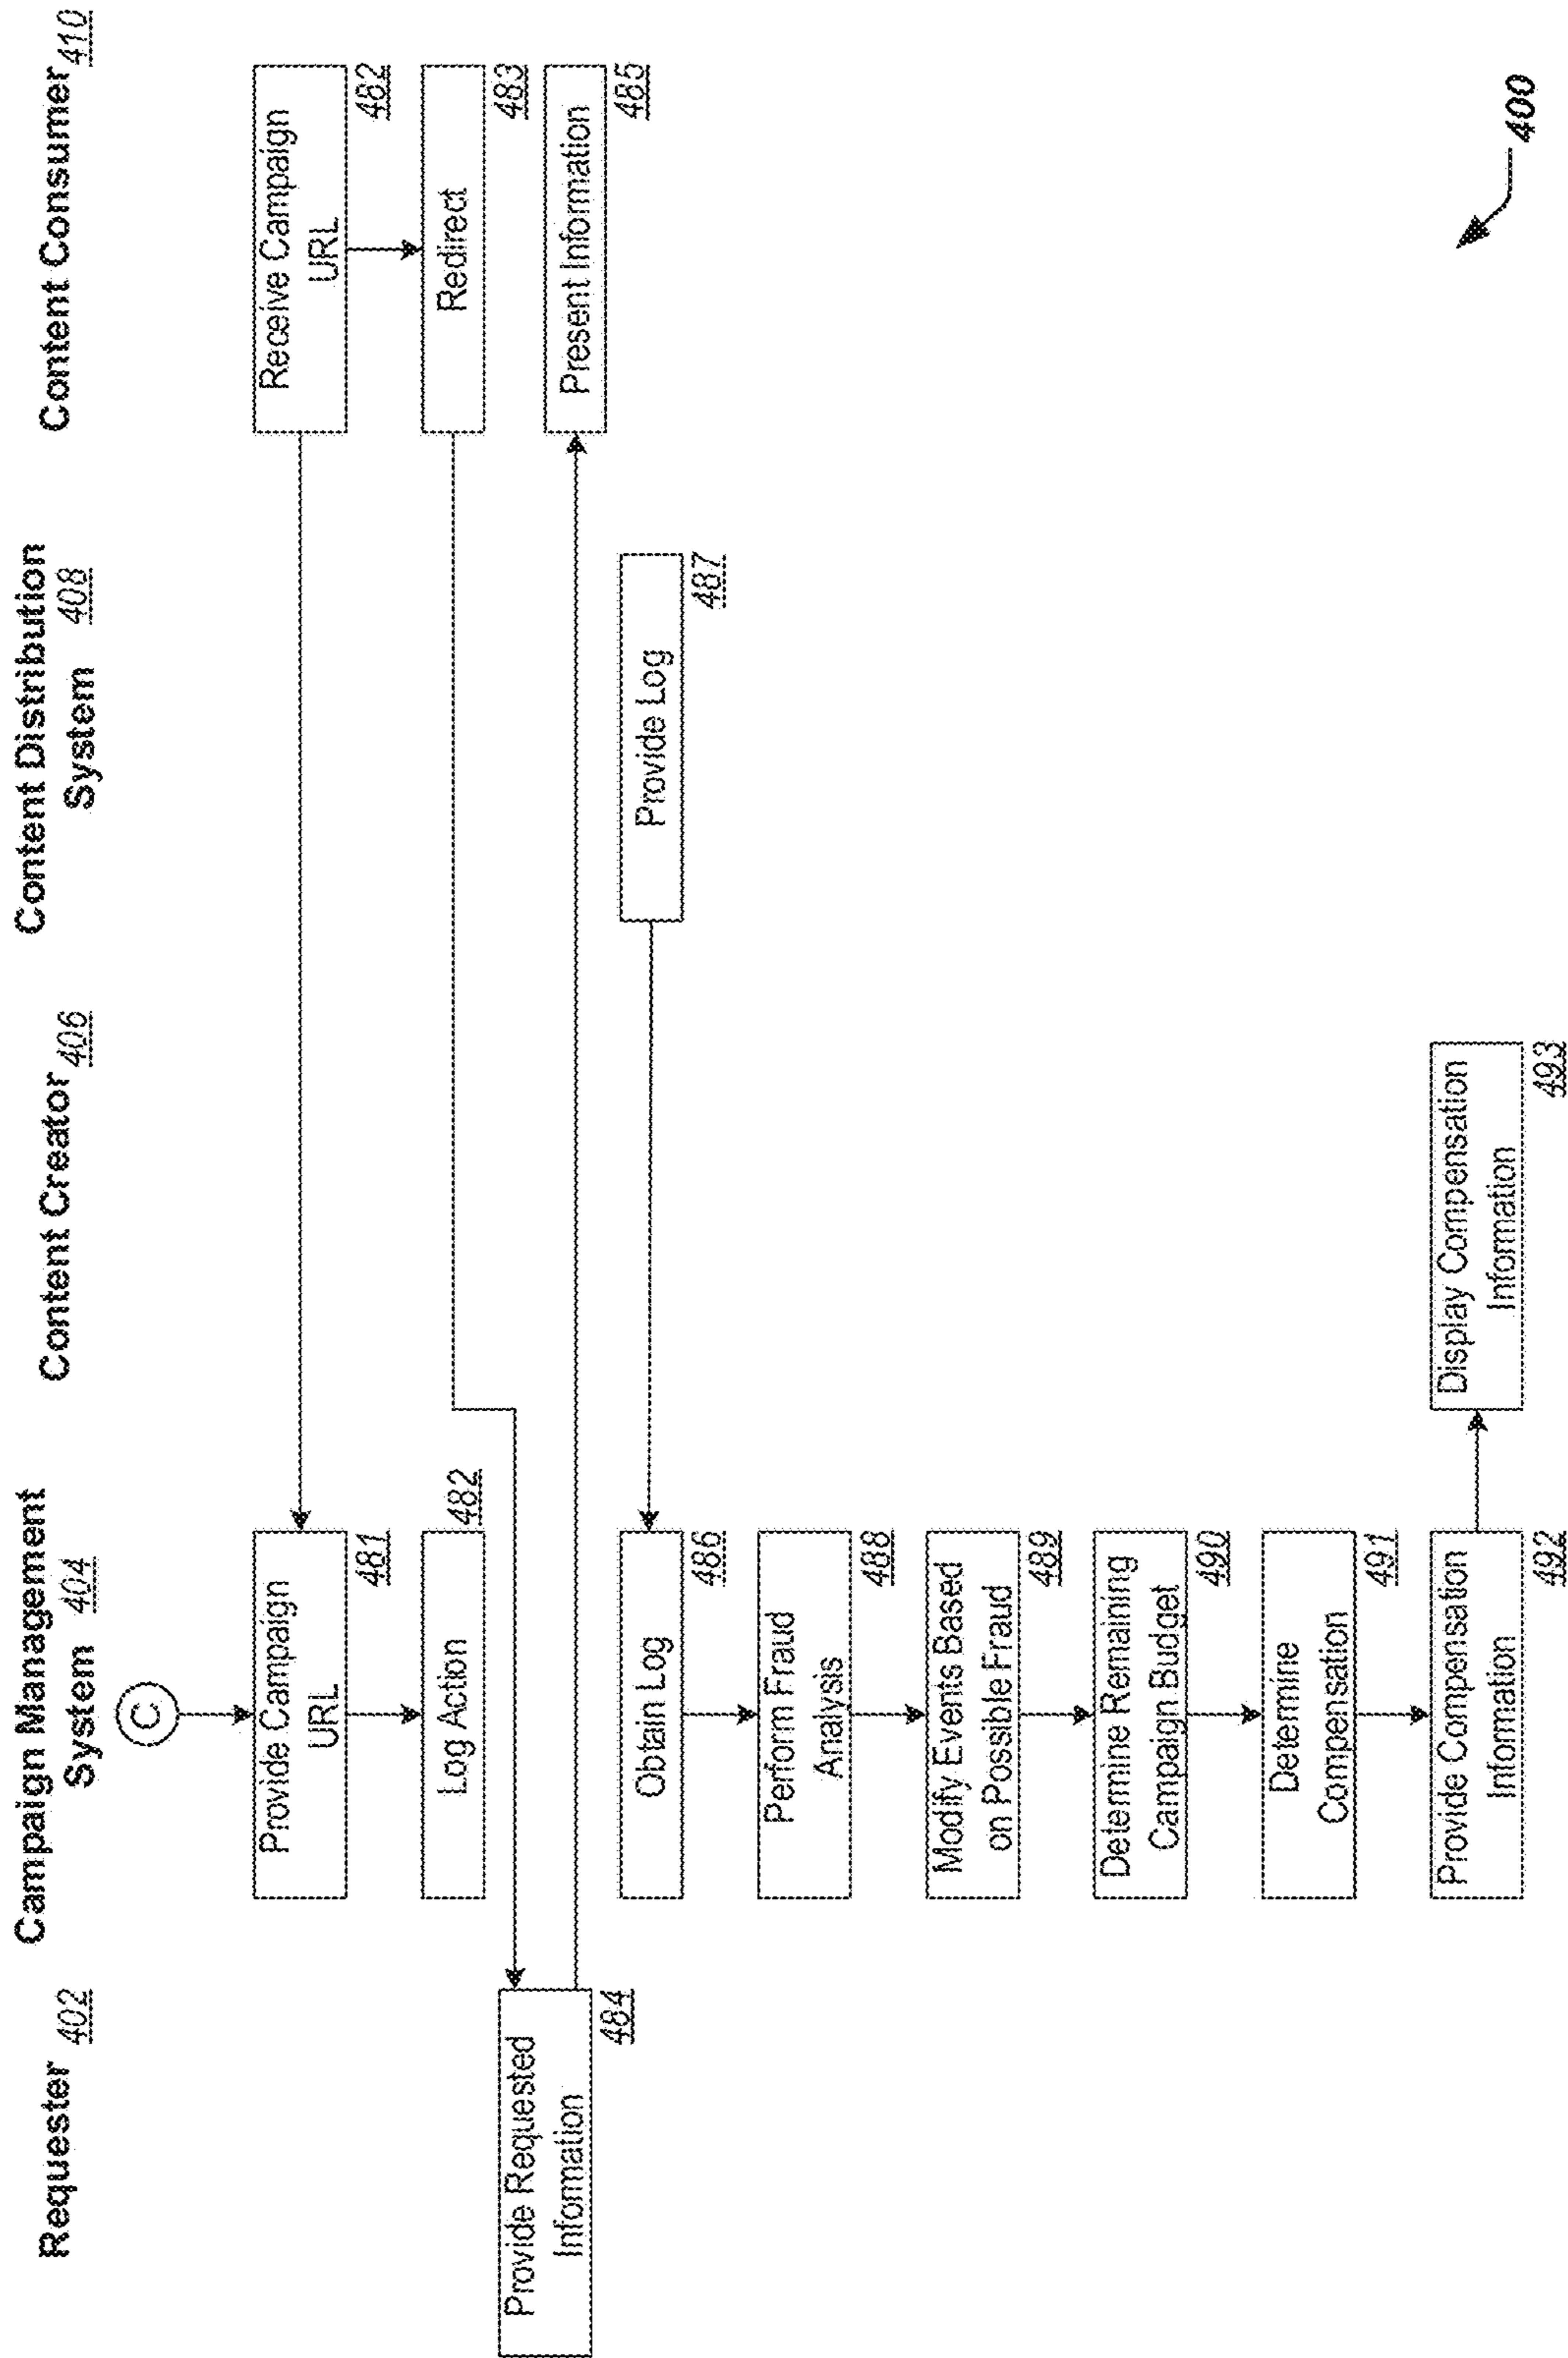 Requester 402
Campaign Management
System 404
Content Creator 406
Content Distribution
System 408
Content Consumer 410
C
Provide Campaign
URL
481
Receive Campaign
URL
482
Log Action
482
Redirect
483
Provide Requested
Information
484
Present Information
485
Obtain Log
486
Provide Log
487
Perform Fraud
Analysis
488
Modify Events Based
on Possible Fraud
489
Determine Remaining
Campaign Budget
490
Determine
Compensation
491
Provide Compensation
Information
492
Display Compensation
Information
493
400